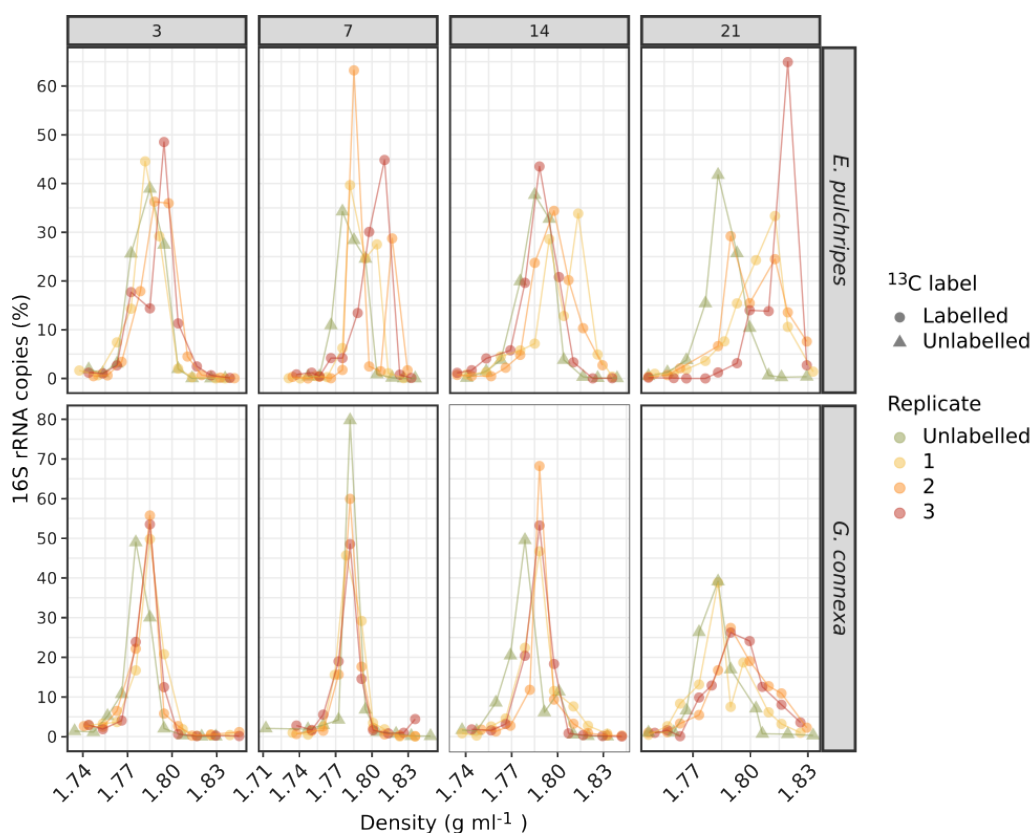 3 7 14 21
60
50
40
30
20
10
0
E. pulchripes
80
70
60
50
40
30
20
10
0
G. connexa
16S rRNA copies (%)
1.74 1.77 1.80 1.83 1.71 1.74 1.77 1.80 1.83 1.74 1.77 1.80 1.83 1.77 1.80 1.83
Density (g ml⁻¹ )
¹³C label
Labelled
Unlabelled
Replicate
Unlabelled
1
2
3